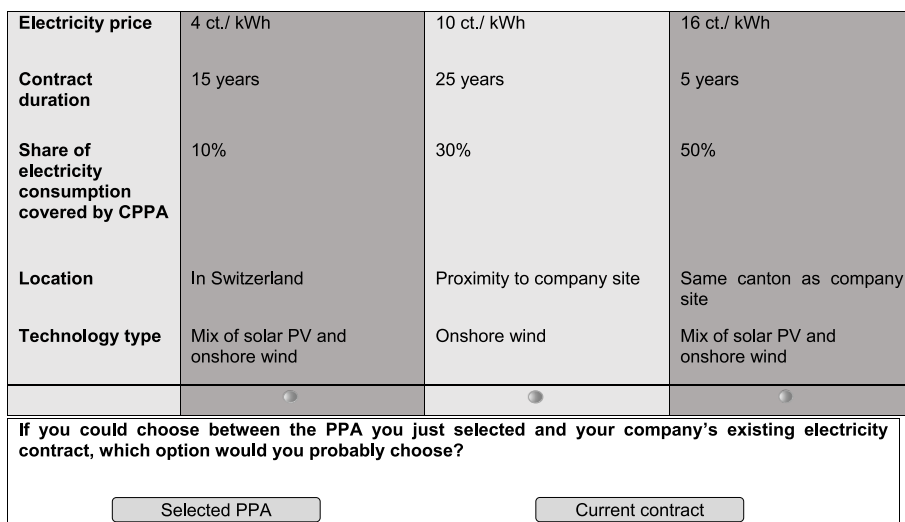 Electricity price 4 ct./ kWh 10 ct./ kWh 16 ct./ kWh
Contract duration 15 years 25 years 5 years
Share of electricity consumption covered by CPPA 10% 30% 50%
Location In Switzerland Proximity to company site Same canton as company site
Technology type Mix of solar PV and onshore wind Onshore wind Mix of solar PV and onshore wind
If you could choose between the PPA you just selected and your company’s existing electricity
contract, which option would you probably choose?
Selected PPA Current contract